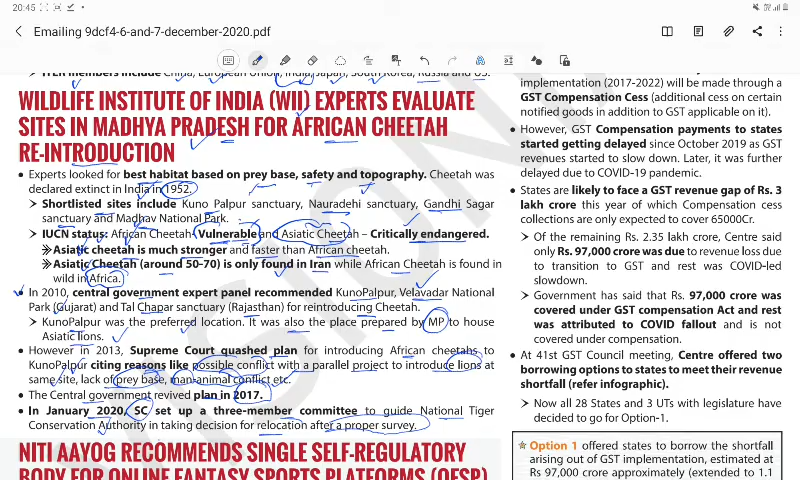 20:45
Emailing 9dcf4-6-and-7-december-2020.pdf
➤ ITER members include China, European Union, India, Japan, South Korea, Russia and US.
WILDLIFE INSTITUTE OF INDIA (WII) EXPERTS EVALUATE
SITES IN MADHYA PRADESH FOR AFRICAN CHEETAH
RE-INTRODUCTION
• Experts looked for best habitat based on prey base, safety and topography. Cheetah was
declared extinct in India in 1952.
➤ Shortlisted sites include Kuno Palpur sanctuary, Nauradehi sanctuary, Gandhi Sagar
sanctuary and Madhav National Park.
➤ IUCN status: African Cheetah (Vulnerable) and Asiatic Cheetah – Critically endangered.
» Asiatic cheetah is much stronger and faster than African cheetah.
» Asiatic Cheetah (around 50-70) is only found in Iran while African Cheetah is found in
wild in Africa.
• In 2010, central government expert panel recommended KunoPalpur, Velavadar National
Park (Gujarat) and Tal Chapar sanctuary (Rajasthan) for reintroducing Cheetah.
➤ KunoPalpur was the preferred location. It was also the place prepared by MP to house
Asiatic lions.
• However in 2013, Supreme Court quashed plan for introducing African cheetahs to
KunoPalpur citing reasons like possible conflict with a parallel project to introduce lions at
same site, lack of prey base, man-animal conflict etc.
• The Central government revived plan in 2017.
• In January 2020, SC set up a three-member committee to guide National Tiger
Conservation Authority in taking decision for relocation after a proper survey.
NITI AAYOG RECOMMENDS SINGLE SELF-REGULATORY
BODY FOR ONLINE FANTASY SPORTS PLATFORMS (OFSP)
implementation (2017-2022) will be made through a
GST Compensation Cess (additional cess on certain
notified goods in addition to GST applicable on it).
• However, GST Compensation payments to states
started getting delayed since October 2019 as GST
revenues started to slow down. Later, it was further
delayed due to COVID-19 pandemic.
• States are likely to face a GST revenue gap of Rs. 3
lakh crore this year of which Compensation cess
collections are only expected to cover 65000Cr.
➤ Of the remaining Rs. 2.35 lakh crore, Centre said
only Rs. 97,000 crore was due to revenue loss due
to transition to GST and rest was COVID-led
slowdown.
➤ Government has said that Rs. 97,000 crore was
covered under GST compensation Act and rest
was attributed to COVID fallout and is not
covered under compensation.
• At 41st GST Council meeting, Centre offered two
borrowing options to states to meet their revenue
shortfall (refer infographic).
➤ Now all 28 States and 3 UTs with legislature have
decided to go for Option-1.
Option 1 offered states to borrow the shortfall
arising out of GST implementation, estimated at
Rs 97,000 crore approximately (extended to 1.1